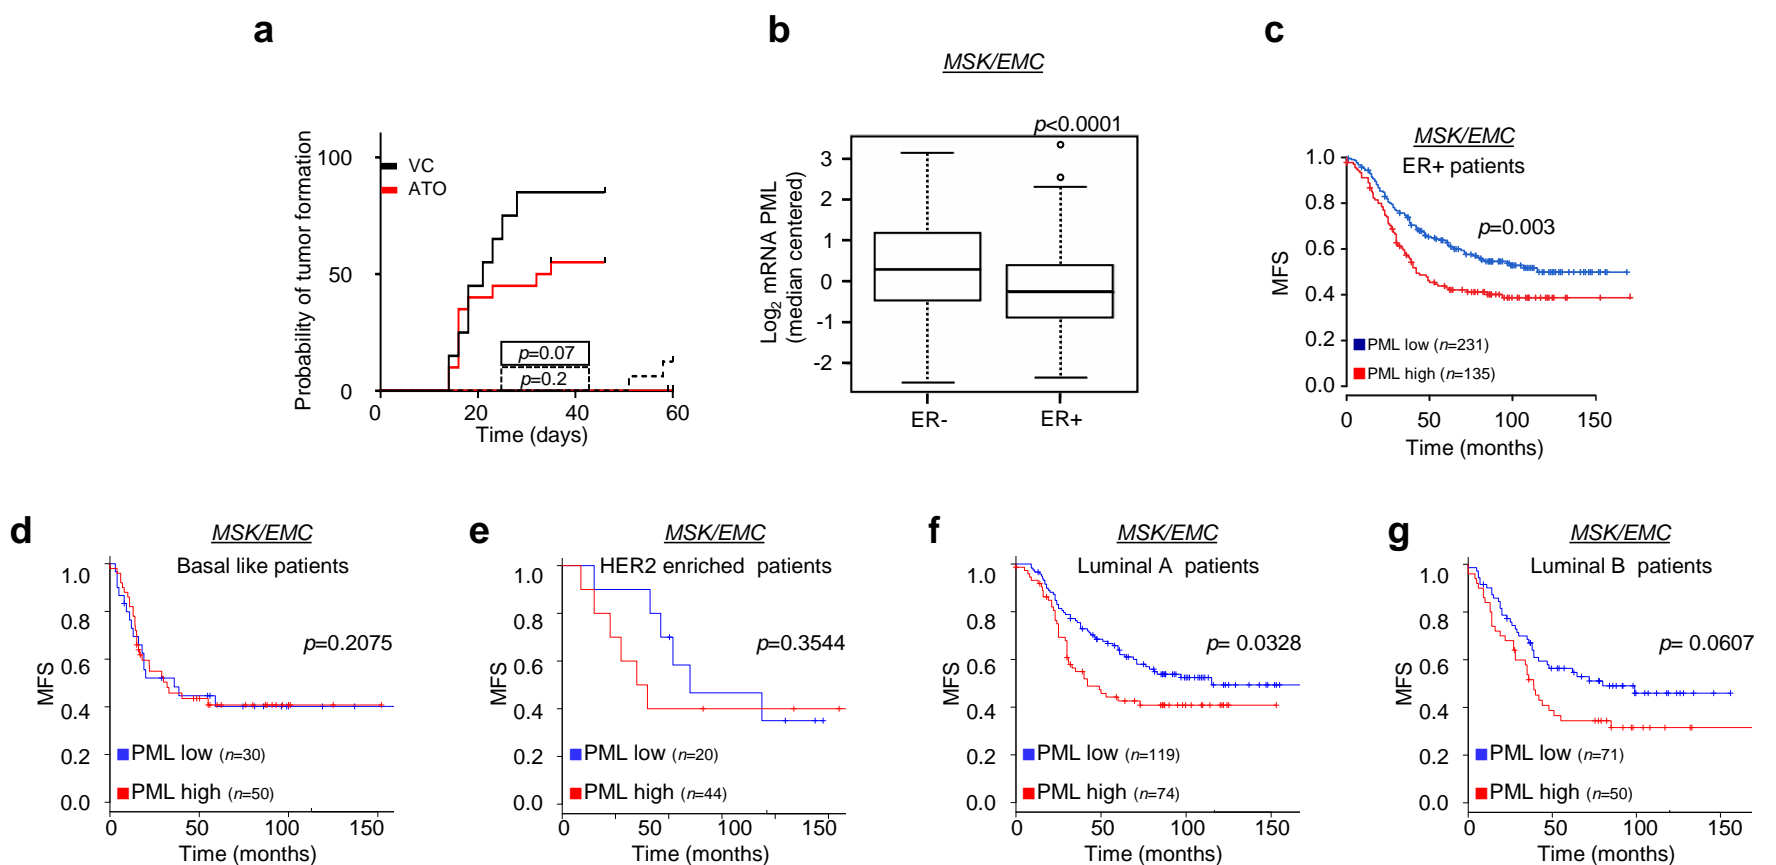 a
Probability of tumor formation
100
50
0
VC
ATO
p=0.07
p=0.2
0 20 40 60
Time (days)
b
MSK/EMC
p<0.0001
Log2 mRNA PML
(median centered)
3
2
1
0
-1
-2
ER- ER+
c
MSK/EMC
ER+ patients
p=0.003
MFS
1.0
0.8
0.6
0.4
0.2
0.0
PML low (n=231)
PML high (n=135)
0 50 100 150
Time (months)
d
MSK/EMC
Basal like patients
p=0.2075
MFS
1.0
0.8
0.6
0.4
0.2
0.0
PML low (n=30)
PML high (n=50)
0 50 100 150
Time (months)
e
MSK/EMC
HER2 enriched patients
p=0.3544
MFS
1.0
0.8
0.6
0.4
0.2
0.0
PML low (n=20)
PML high (n=44)
0 50 100 150
Time (months)
f
MSK/EMC
Luminal A patients
p= 0.0328
MFS
1.0
0.8
0.6
0.4
0.2
0.0
PML low (n=119)
PML high (n=74)
0 50 100 150
Time (months)
g
MSK/EMC
Luminal B patients
p= 0.0607
MFS
1.0
0.8
0.6
0.4
0.2
0.0
PML low (n=71)
PML high (n=50)
0 50 100 150
Time (months)